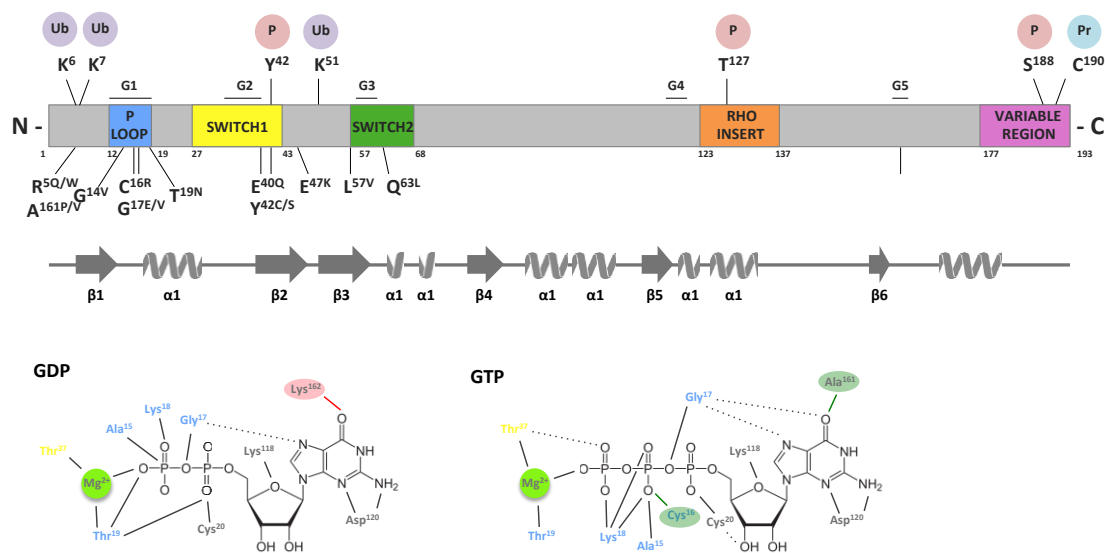 Ub Ub P Ub P P Pr
K6 K7 Y42 K51 T127 S188 C190
G1 G2 G3 G4 G5
N - P LOOP SWITCH1 SWITCH2 RHO INSERT VARIABLE REGION - C
1 12 19 27 43 57 68 123 137 177 193
R5Q/W G14V C16R T19N E40Q E47K L57V Q63L
A161P/V G17E/V Y42C/S
β1 α1 β2 β3 α1 α1 β4 α1 α1 β5 α1 α1 β6
GDP
Lys162
Lys18
Ala15 Gly17
Thr37
Mg2+
Lys118
O O O O O
P P
O O O O
N N N NH
NH2
Asp120
Thr19
Cys20
OH OH
GTP
Ala161
Gly17
Thr37
Mg2+
Lys118
O O O O O O
P P P
O O O O O
N N N NH
NH2
Cys16
Cys20
Asp120
Thr19
Lys18
Ala15
OH OH